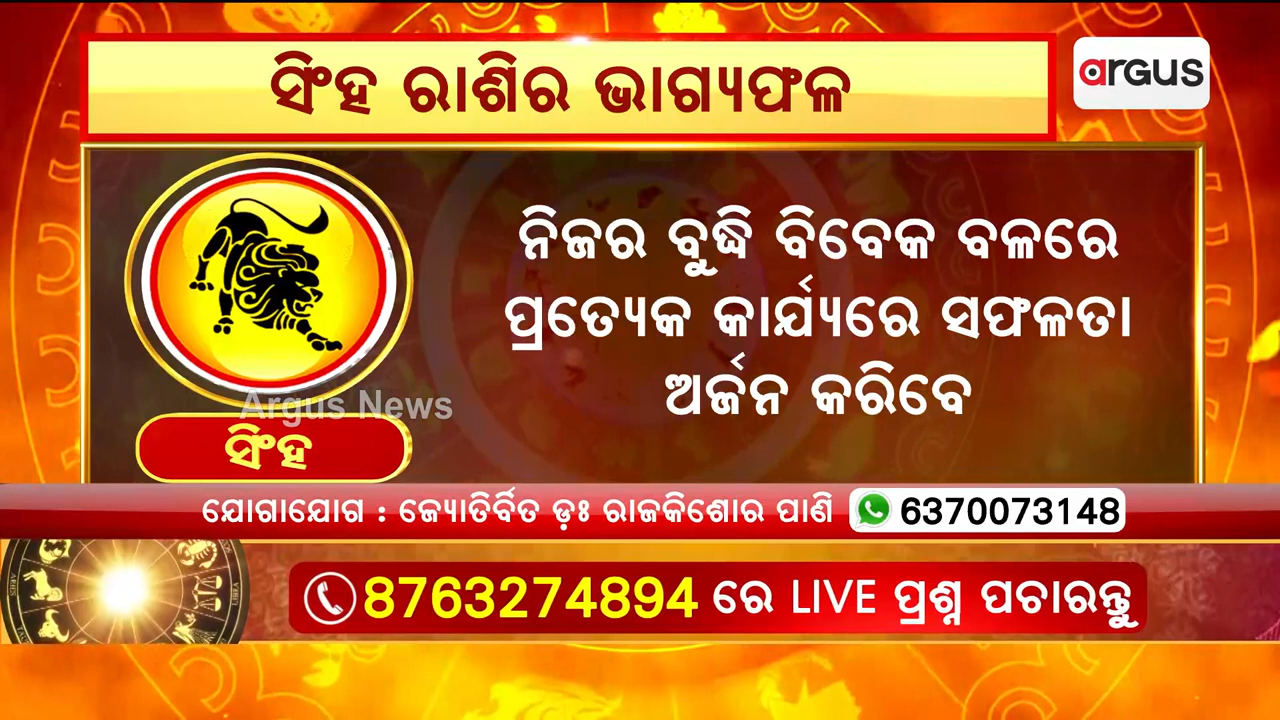 ସିଂହ ରାଶିର ଭାଗ୍ୟଫଳ
argus
ନିଜର ବୁଦ୍ଧି ବିବେକ ବଳରେ
ପ୍ରତ୍ୟେକ କାର୍ଯ୍ୟରେ ସଫଳତା
ଅର୍ଜନ କରିବେ
Argus News
ସିଂହ
ଯୋଗାଯୋଗ : ଜ୍ୟୋତିର୍ବିତ ଡ଼ଃ ରାଜକିଶୋର ପାଣି 6370073148
8763274894 ରେ LIVE ପ୍ରଶ୍ନ ପଚାରନ୍ତୁ